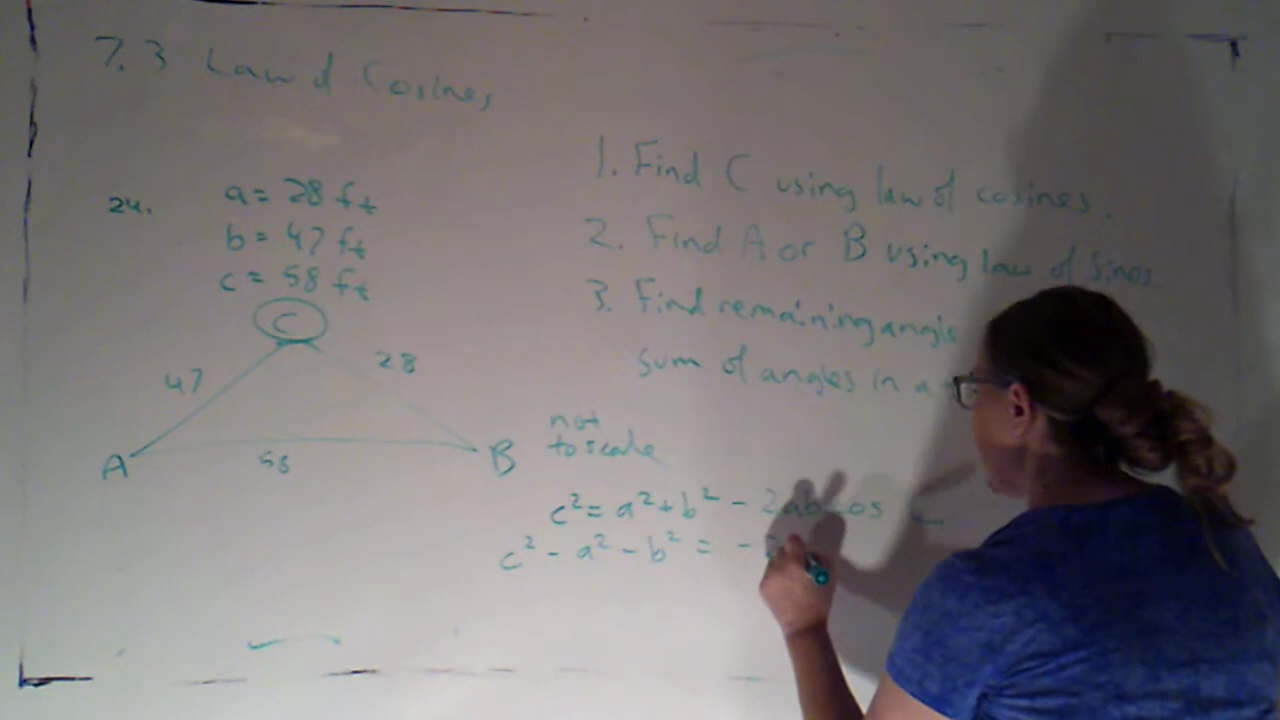 7.3 Law of Cosines
24.
a = 28 ft
b = 47 ft
c = 58 ft
C
47
28
A
58
B
not
to scale
1. Find C using law of cosines.
2. Find A or B using law of sines.
3. Find remaining angle
sum of angles in a
c² = a² + b² - 2ab cos
c² - a² - b² = -2